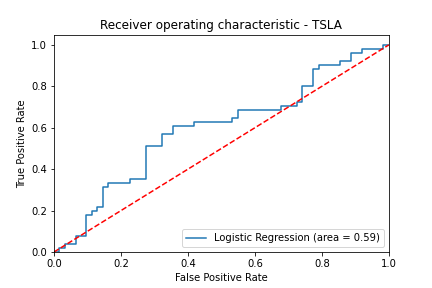 Receiver operating characteristic - TSLA
1.0
0.8
0.6
0.4
0.2
0.0
True Positive Rate
Logistic Regression (area = 0.59)
0.0 0.2 0.4 0.6 0.8 1.0
False Positive Rate